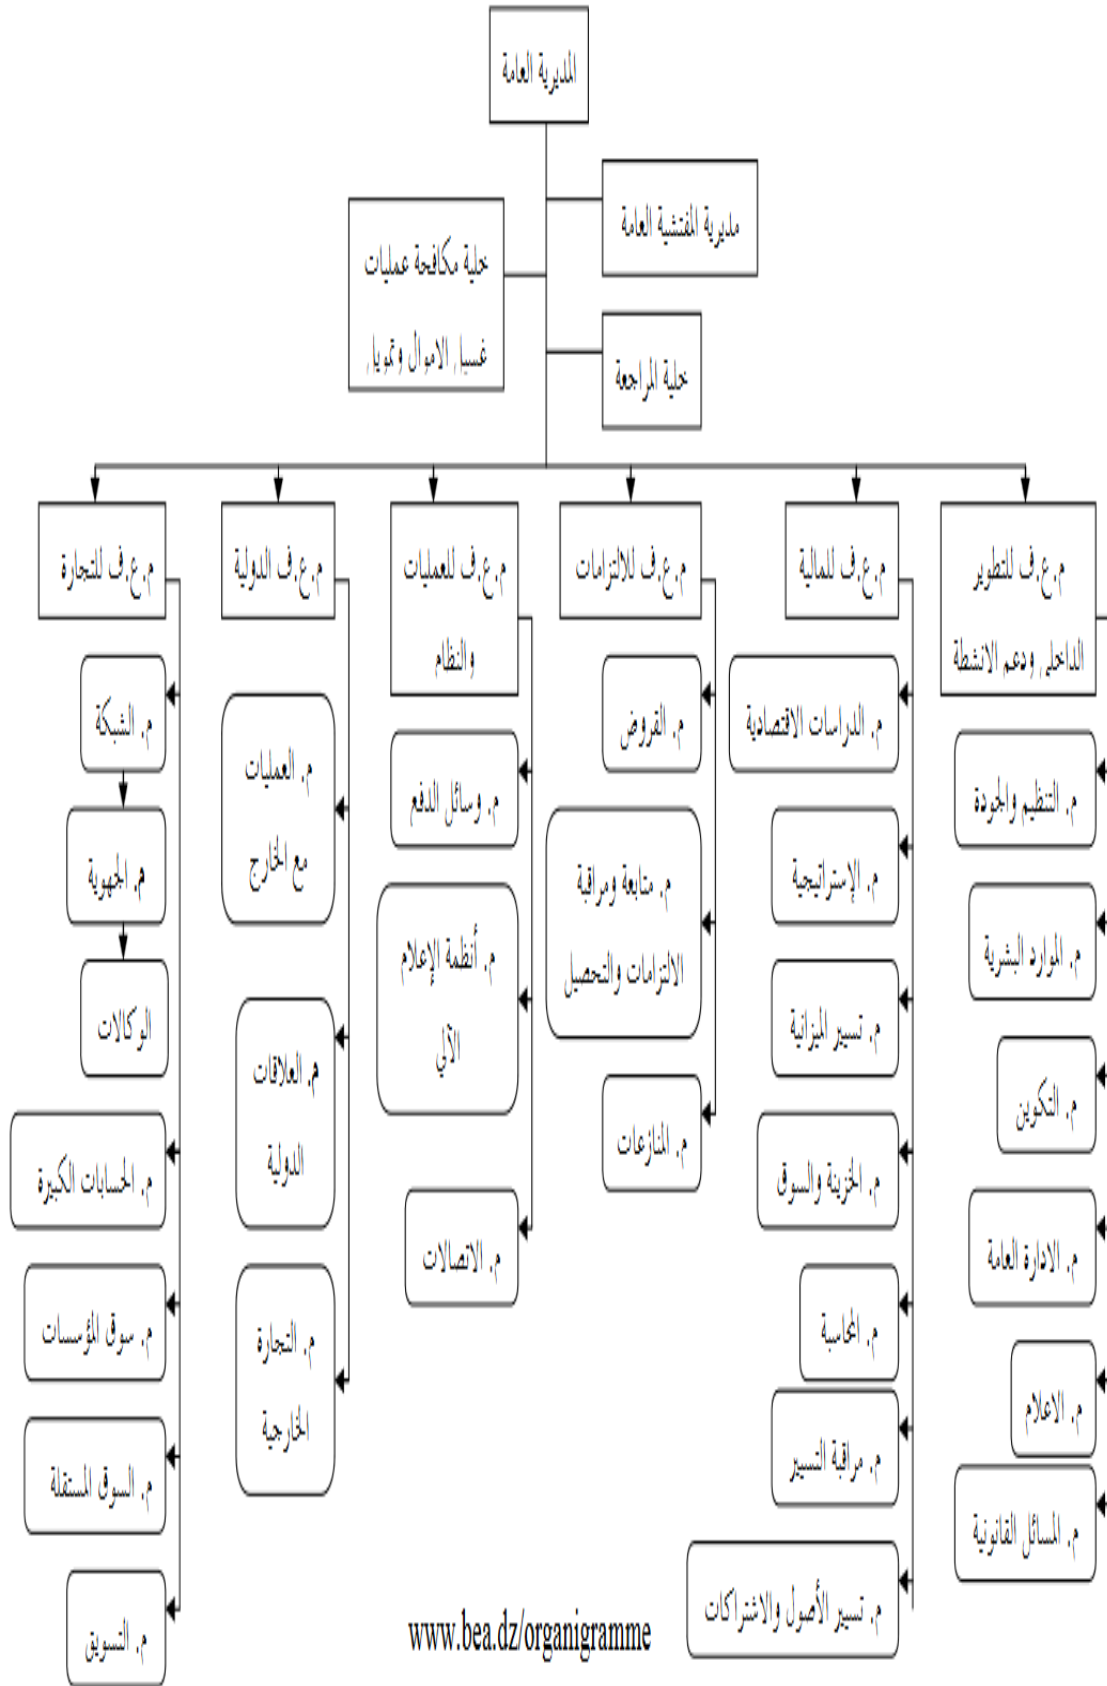 المديرية العامة
مديرية المفتشية العامة
خلية مكافحة عمليات
غسيل الاموال وتمويل
خلية المراجعة
م.ع.ف للتطوير
الداخلي ودعم الانشطة
م. التنظيم والجودة
م. الموارد البشرية
م. التكوين
م. الادارة العامة
م. الاعلام
م. المسائل القانونية
م.ع.ف للمالية
م. الدراسات الاقتصادية
م. الإستراتيجية
م. تسيير الميزانية
م. الخزينة والسوق
م. المحاسبة
م. مراقبة التسيير
م. تسيير الأصول والاشتراكات
م.ع.ف للالتزامات
م. القروض
م. متابعة ومراقبة
الالتزامات والتحصيل
م. المنازعات
م.ع.ف للعمليات
والنظام
م. وسائل الدفع
م. أنظمة الإعلام
الآلي
م. الاتصالات
م.ع.ف الدولية
م. العمليات
مع الخارج
م. العلاقات
الدولية
م. التجارة
الخارجية
م.ع.ف للتجارة
م. الشبكة
م. الجهوية
الوكالات
م. الحسابات الكبيرة
م. سوق المؤسسات
م. السوق المستقلة
م. التسويق
www.bea.dz/organigramme